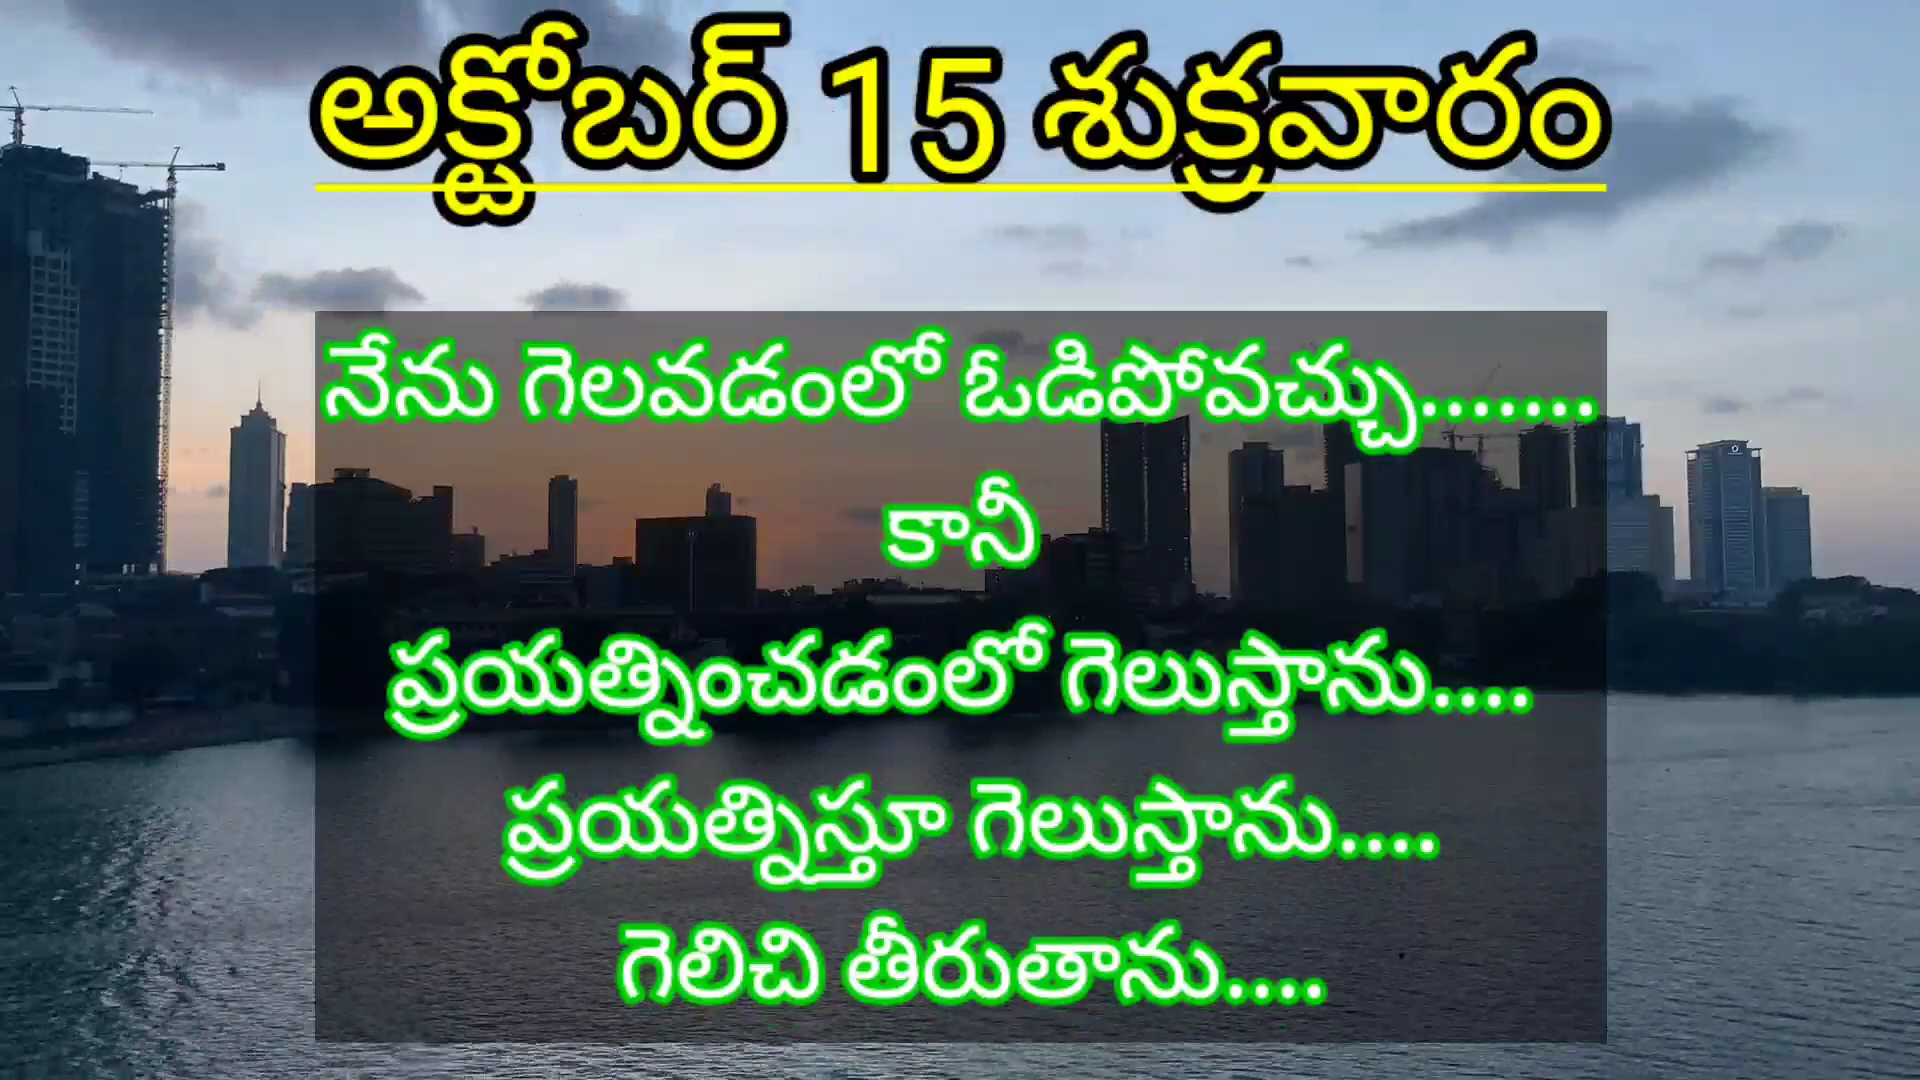 అక్టోబర్ 15 శుక్రవారం
నేను గెలవడంలో ఓడిపోవచ్చు.......
కానీ
ప్రయత్నించడంలో గెలుస్తాను....
ప్రయత్నిస్తూ గెలుస్తాను....
గెలిచి తీరుతాను....